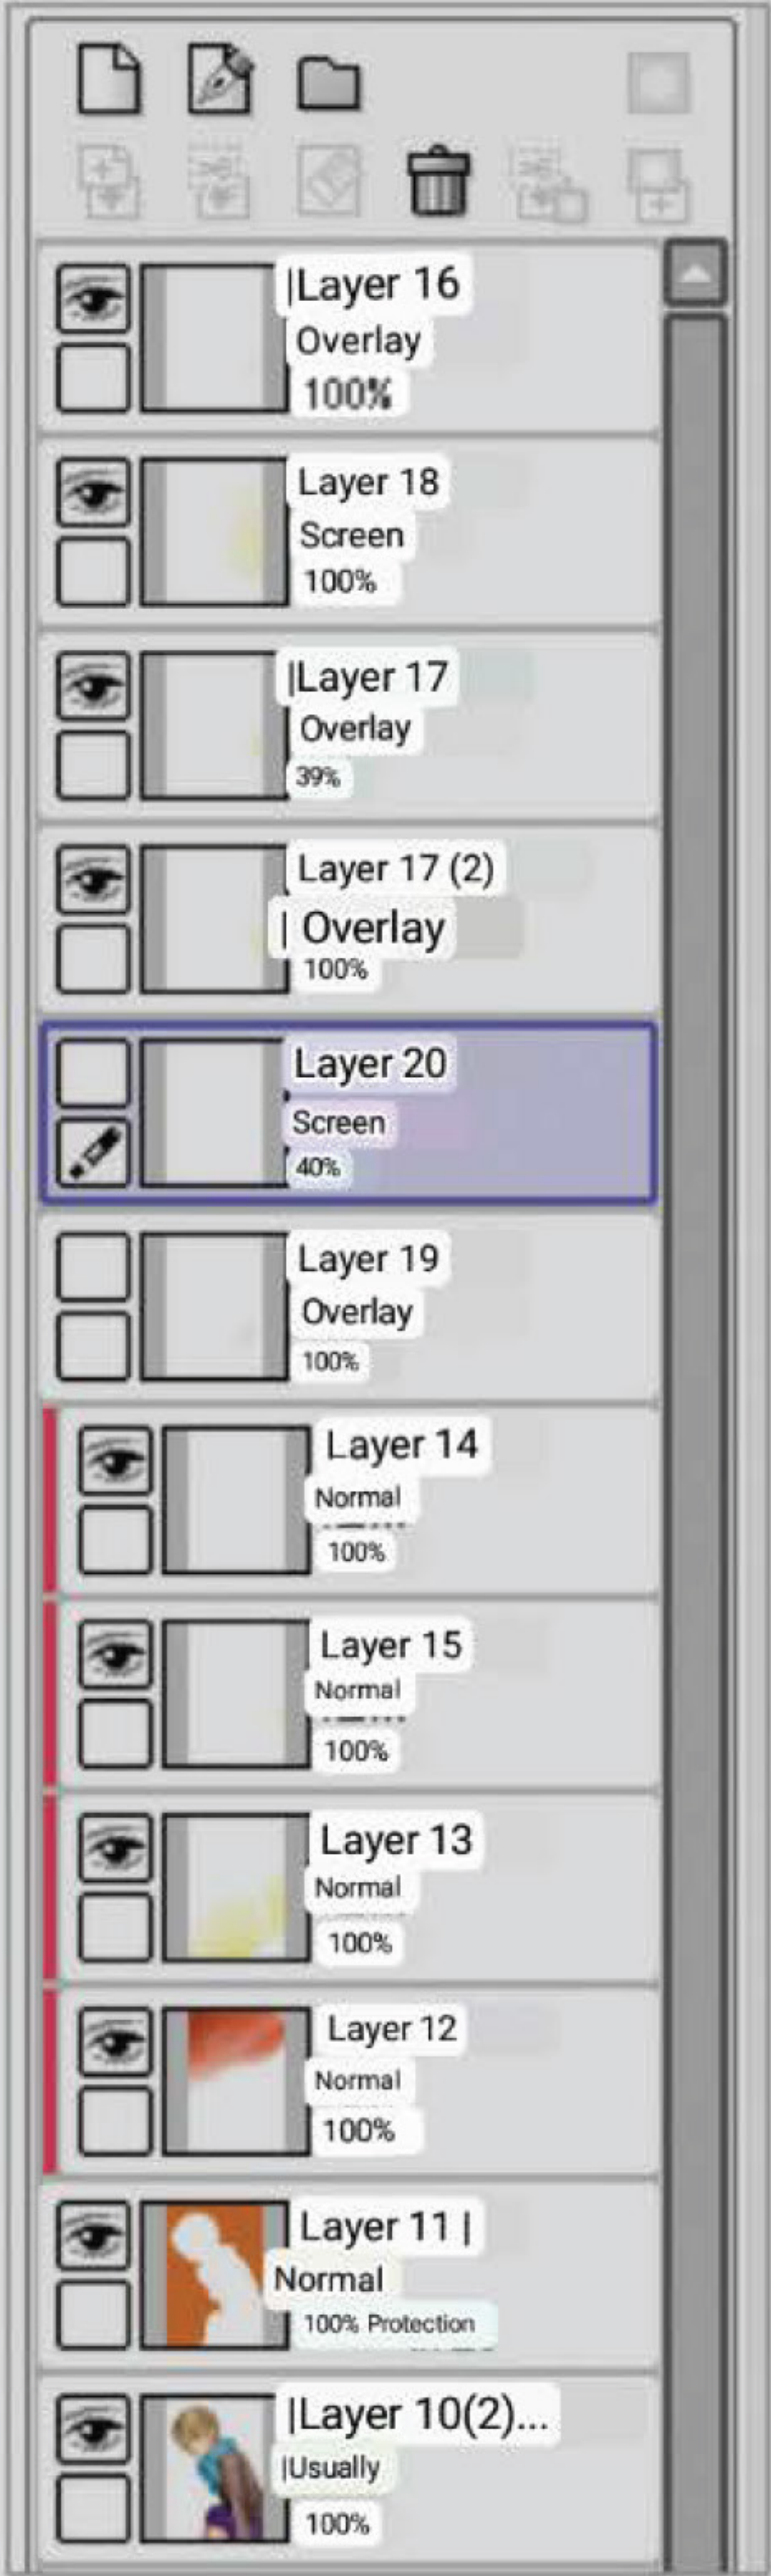 |Layer 16
Overlay
100%
Layer 18
Screen
100%
|Layer 17
Overlay
39%
Layer 17 (2)
| Overlay
100%
Layer 20
Screen
40%
Layer 19
Overlay
100%
Layer 14
Normal
100%
Layer 15
Normal
100%
Layer 13
Normal
100%
Layer 12
Normal
100%
Layer 11 |
Normal
100% Protection
|Layer 10(2)...
|Usually
100%